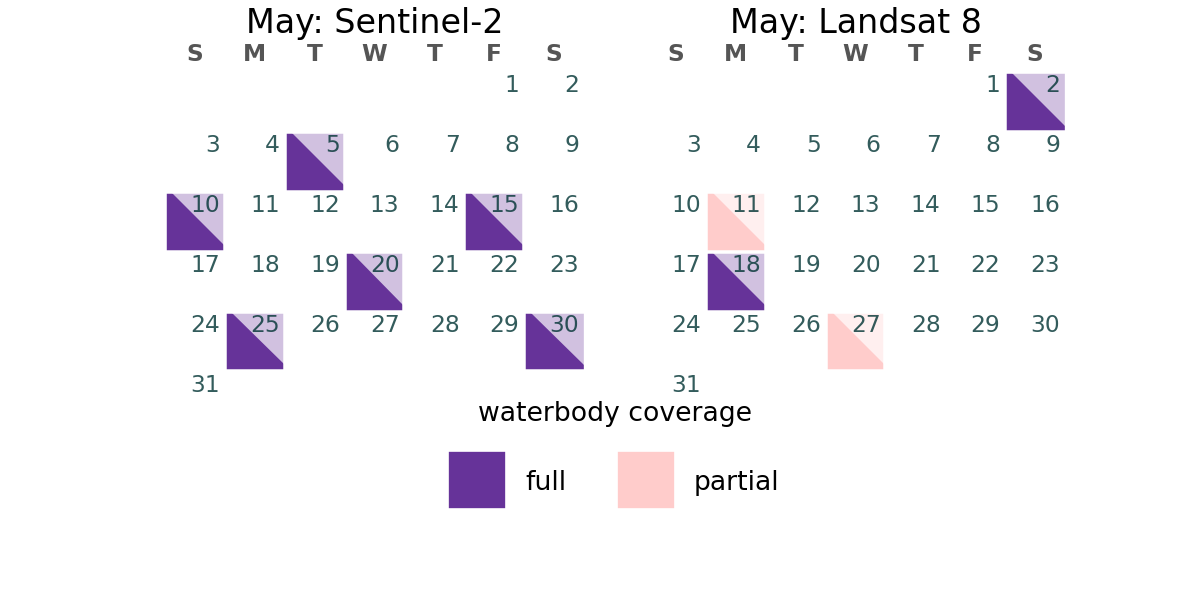 May: Sentinel-2
S M T W T F S
1 2
3 4 5 6 7 8 9
10 11 12 13 14 15 16
17 18 19 20 21 22 23
24 25 26 27 28 29 30
31
May: Landsat 8
S M T W T F S
1 2
3 4 5 6 7 8 9
10 11 12 13 14 15 16
17 18 19 20 21 22 23
24 25 26 27 28 29 30
31
waterbody coverage
full partial